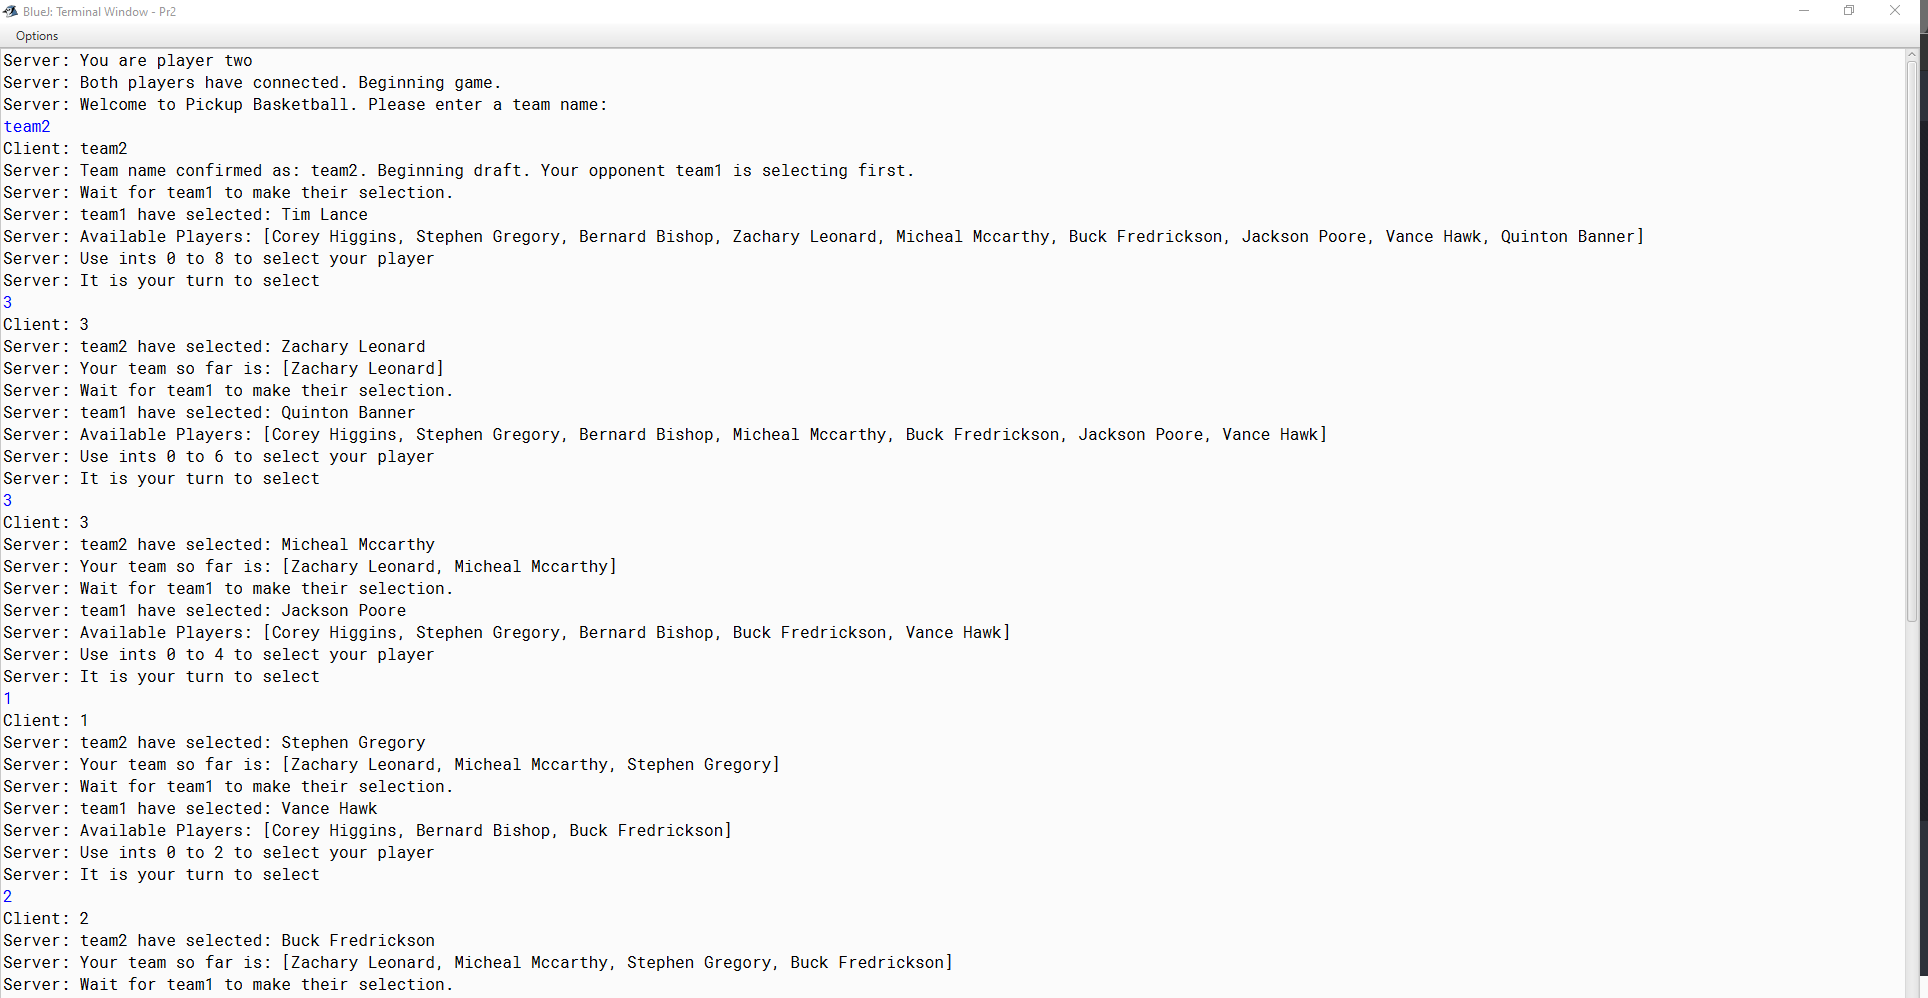 BlueJ: Terminal Window - Pr2
Options
Server: You are player two
Server: Both players have connected. Beginning game.
Server: Welcome to Pickup Basketball. Please enter a team name:
team2
Client: team2
Server: Team name confirmed as: team2. Beginning draft. Your opponent team1 is selecting first.
Server: Wait for team1 to make their selection.
Server: team1 have selected: Tim Lance
Server: Available Players: [Corey Higgins, Stephen Gregory, Bernard Bishop, Zachary Leonard, Micheal Mccarthy, Buck Fredrickson, Jackson Poore, Vance Hawk, Quinton Banner]
Server: Use ints 0 to 8 to select your player
Server: It is your turn to select
3
Client: 3
Server: team2 have selected: Zachary Leonard
Server: Your team so far is: [Zachary Leonard]
Server: Wait for team1 to make their selection.
Server: team1 have selected: Quinton Banner
Server: Available Players: [Corey Higgins, Stephen Gregory, Bernard Bishop, Micheal Mccarthy, Buck Fredrickson, Jackson Poore, Vance Hawk]
Server: Use ints 0 to 6 to select your player
Server: It is your turn to select
3
Client: 3
Server: team2 have selected: Micheal Mccarthy
Server: Your team so far is: [Zachary Leonard, Micheal Mccarthy]
Server: Wait for team1 to make their selection.
Server: team1 have selected: Jackson Poore
Server: Available Players: [Corey Higgins, Stephen Gregory, Bernard Bishop, Buck Fredrickson, Vance Hawk]
Server: Use ints 0 to 4 to select your player
Server: It is your turn to select
1
Client: 1
Server: team2 have selected: Stephen Gregory
Server: Your team so far is: [Zachary Leonard, Micheal Mccarthy, Stephen Gregory]
Server: Wait for team1 to make their selection.
Server: team1 have selected: Vance Hawk
Server: Available Players: [Corey Higgins, Bernard Bishop, Buck Fredrickson]
Server: Use ints 0 to 2 to select your player
Server: It is your turn to select
2
Client: 2
Server: team2 have selected: Buck Fredrickson
Server: Your team so far is: [Zachary Leonard, Micheal Mccarthy, Stephen Gregory, Buck Fredrickson]
Server: Wait for team1 to make their selection.